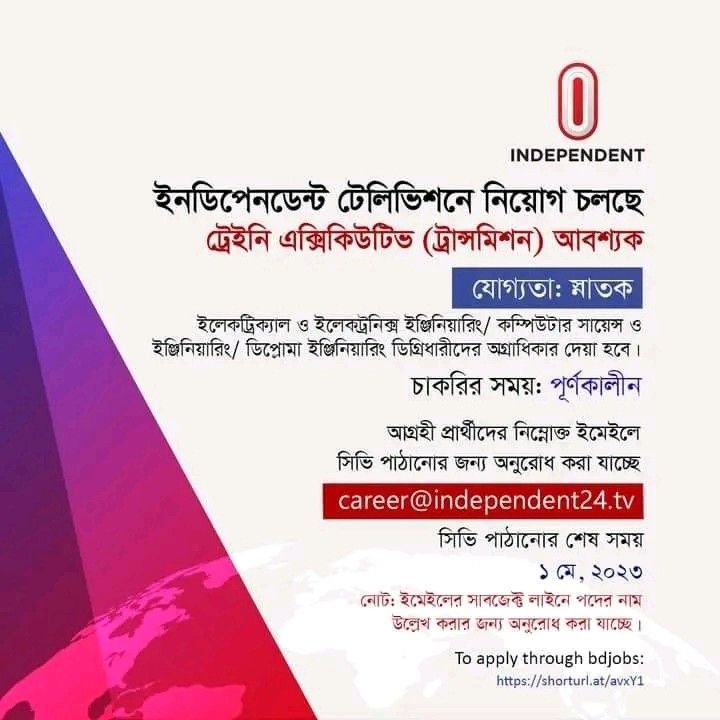 INDEPENDENT
ইনডিপেনডেন্ট টেলিভিশনে নিয়োগ চলছে
ট্রেইনি এক্সিকিউটিভ (ট্রান্সমিশন) আবশ্যক
যোগ্যতা: স্নাতক
ইলেকট্রিক্যাল ও ইলেকট্রনিক্স ইঞ্জিনিয়ারিং/ কম্পিউটার সায়েন্স ও
ইঞ্জিনিয়ারিং/ ডিপ্লোমা ইঞ্জিনিয়ারিং ডিগ্রিধারীদের অগ্রাধিকার দেয়া হবে।
চাকরির সময়: পূর্ণকালীন
আগ্রহী প্রার্থীদের নিম্নোক্ত ইমেইলে
সিভি পাঠানোর জন্য অনুরোধ করা যাচ্ছে
career@independent24.tv
সিভি পাঠানোর শেষ সময়
১ মে, ২০২৩
নোট: ইমেইলের সাবজেক্ট লাইনে পদের নাম
উল্লেখ করার জন্য অনুরোধ করা যাচ্ছে।
To apply through bdjobs:
https://shorturl.at/avxY1